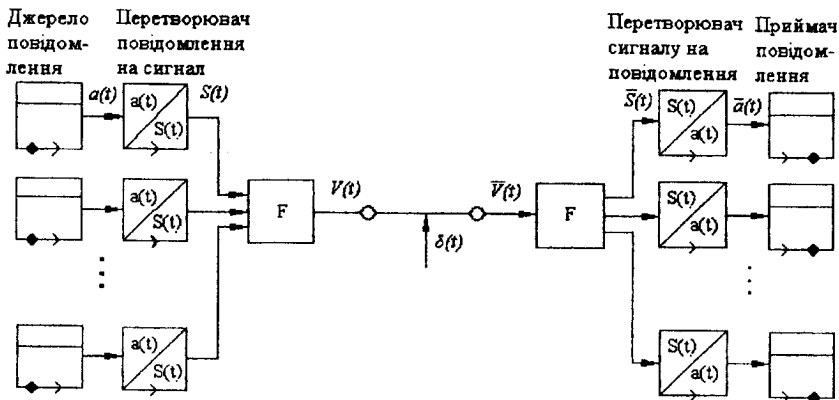 Джерело
повідом-
лення
Перетворювач
повідомлення
на сигнал
Перетворювач
сигналу на
повідомлення
Приймач
повідом-
лення
a(t)
a(t)
S(t)
S(t)
S̅(t)
S(t)
a(t)
a̅(t)
a(t)
S(t)
F
V(t)
δ(t)
V̅(t)
F
S(t)
a(t)
a(t)
S(t)
S(t)
a(t)